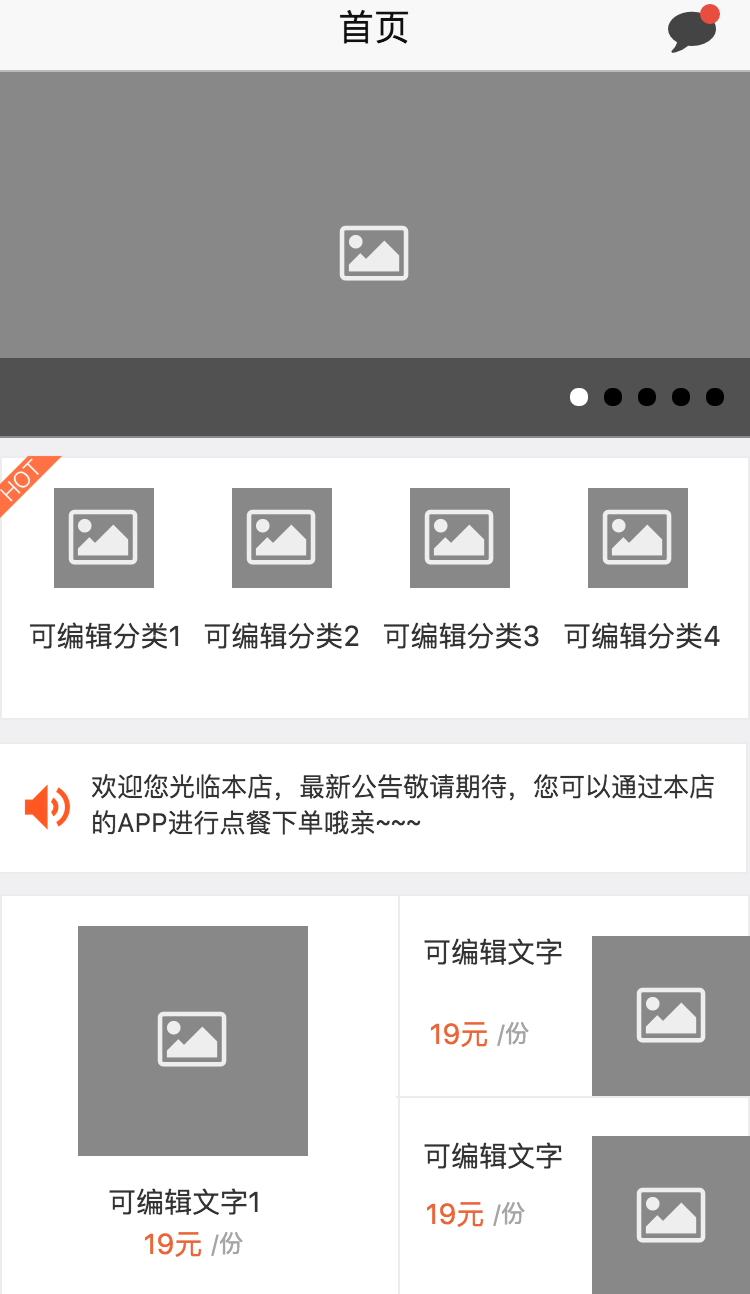 首页
HOT
可编辑分类1 可编辑分类2 可编辑分类3 可编辑分类4
欢迎您光临本店，最新公告敬请期待，您可以通过本店
的APP进行点餐下单哦亲~~~
可编辑文字
19元 /份
可编辑文字
19元 /份
可编辑文字1
19元 /份